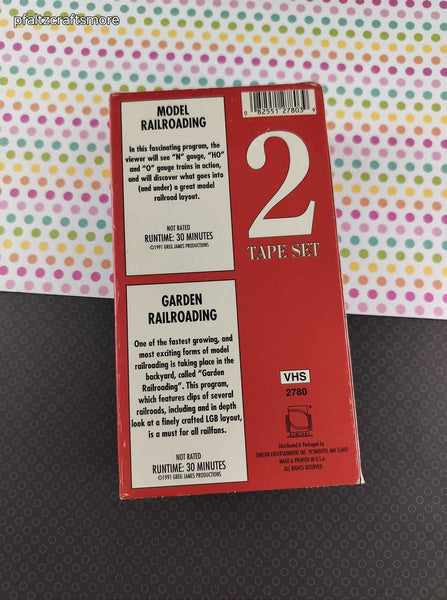 pfaltzcraftsmore
MODEL
RAILROADING
In this fascinating program, the
viewer will see "N" gauge, "HO"
and "O" gauge trains in action,
and will discover what goes into
(and under) a great model
railroad layout.
NOT RATED
RUNTIME: 30 MINUTES
©1991 GREG JAMES PRODUCTIONS
0 82551 27803 9
2
TAPE SET
GARDEN
RAILROADING
One of the fastest growing, and
most exciting forms of model
railroading is taking place in the
backyard, called "Garden
Railroading". This program,
which features clips of several
railroads, including and in depth
look at a finely crafted LGB layout,
is a must for all railfans.
NOT RATED
RUNTIME: 30 MINUTES
©1991 GREG JAMES PRODUCTIONS
VHS
2780
SIMITAR
Distributed & Packaged by
SIMITAR ENTERTAINMENT INC. PLYMOUTH, MN 55447
MADE & PRINTED IN U.S.A.
ALL RIGHTS RESERVED